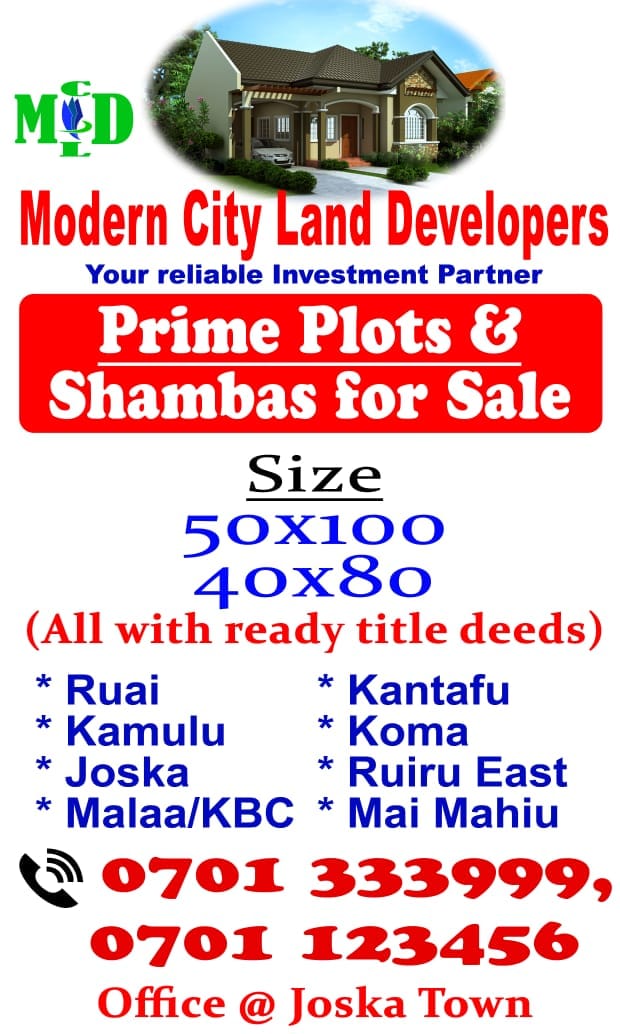 MCLD
Modern City Land Developers
Your reliable Investment Partner
Prime Plots &
Shambas for Sale
Size
50x100
40x80
(All with ready title deeds)
* Ruai
* Kamulu
* Joska
* Malaa/KBC
* Kantafu
* Koma
* Ruiru East
* Mai Mahiu
0701 333999,
0701 123456
Office @ Joska Town